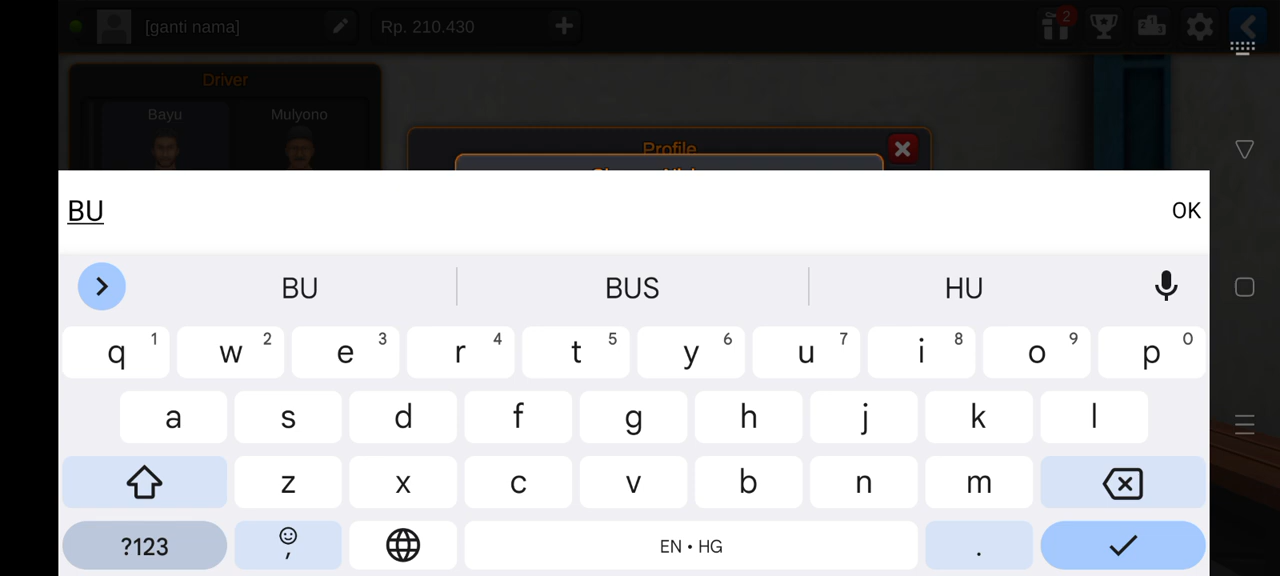 [ganti nama]
Rp. 210.430
2
Driver
Bayu
Mulyono
Profile
BU
OK
BU
BUS
HU
q 1 w 2 e 3 r 4 t 5 y 6 u 7 i 8 o 9 p 0
a s d f g h j k l
z x c v b n m
?123 , EN • HG .